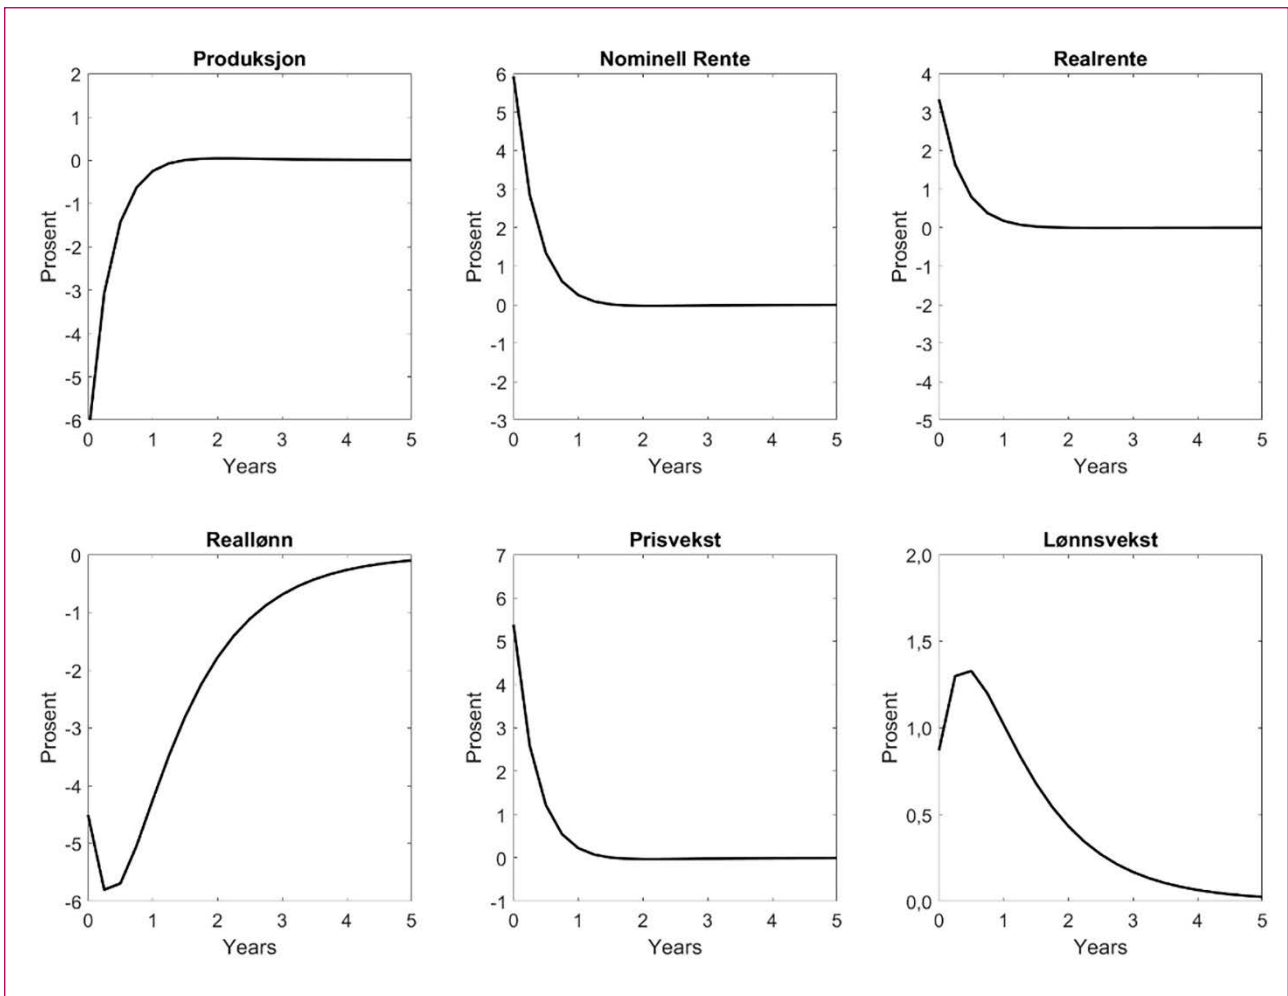 Produksjon
Prosent
2
1
0
-1
-2
-3
-4
-5
-6
0 1 2 3 4 5
Years
Nominell Rente
Prosent
6
5
4
3
2
1
0
-1
-2
-3
0 1 2 3 4 5
Years
Realrente
Prosent
4
3
2
1
0
-1
-2
-3
-4
-5
0 1 2 3 4 5
Years
Reallønn
Prosent
0
-1
-2
-3
-4
-5
-6
0 1 2 3 4 5
Years
Prisvekst
Prosent
7
6
5
4
3
2
1
0
-1
0 1 2 3 4 5
Years
Lønnsvekst
Prosent
2,0
1,5
1,0
0,5
0,0
0 1 2 3 4 5
Years